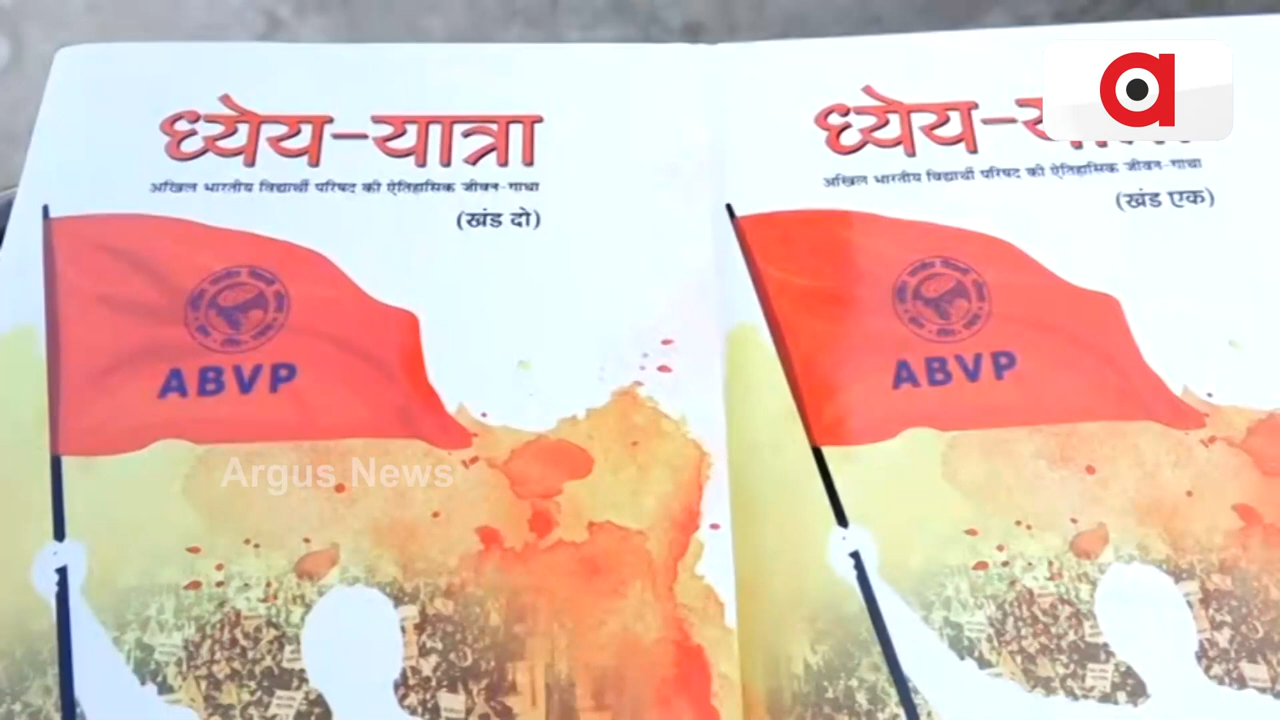 ध्येय-यात्रा
अखिल भारतीय विद्यार्थी परिषद की ऐतिहासिक जीवन-गाथा
(खंड दो)
ABVP
ध्येय-
अखिल भारतीय विद्यार्थी परिषद की ऐतिहासिक जीवन-गाथा
(खंड एक)
ABVP
a
Argus News